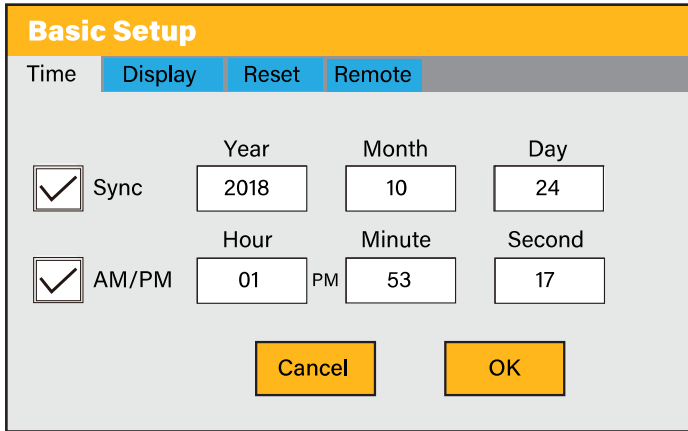 Basic Setup
Time Display Reset Remote
Year Month Day
Sync 2018 10 24
Hour Minute Second
AM/PM 01 PM 53 17
Cancel OK